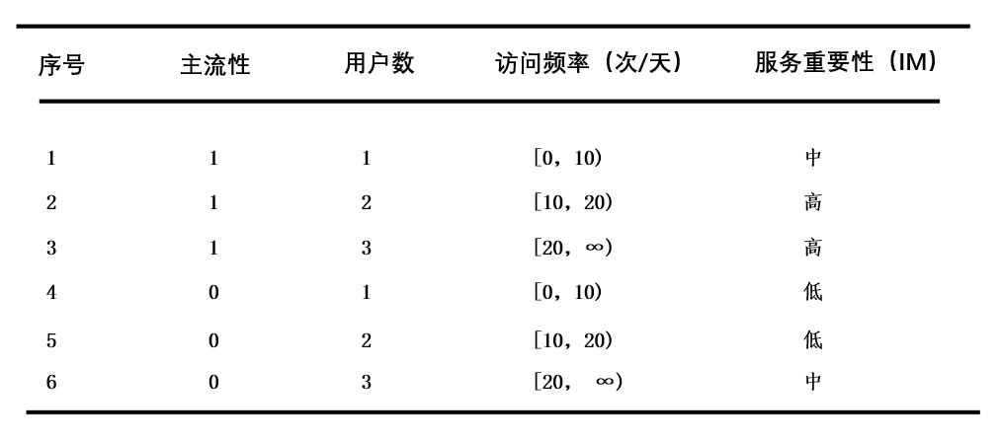 序号 主流性 用户数 访问频率（次/天） 服务重要性（IM）
1 1 1 [0，10) 中
2 1 2 [10，20) 高
3 1 3 [20，∞) 高
4 0 1 [0，10) 低
5 0 2 [10，20) 低
6 0 3 [20， ∞) 中